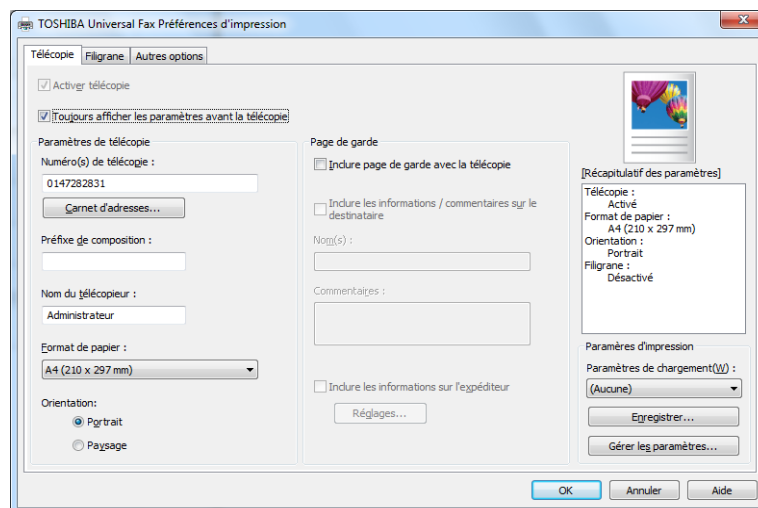 TOSHIBA Universal Fax Préférences d'impression
Télécopie
Filigrane
Autres options
Activer télécopie
Toujours afficher les paramètres avant la télécopie
Paramètres de télécopie
Numéro(s) de télécopie :
0147282831
Carnet d'adresses...
Préfixe de composition :
Nom du télécopieur :
Administrateur
Format de papier :
A4 (210 x 297 mm)
Orientation:
Portrait
Paysage
Page de garde
Inclure page de garde avec la télécopie
Inclure les informations / commentaires sur le
destinataire
Nom(s) :
Commentaires :
Inclure les informations sur l'expéditeur
Réglages...
[Récapitulatif des paramètres]
Télécopie :
Activé
Format de papier :
A4 (210 x 297 mm)
Orientation :
Portrait
Filigrane :
Désactivé
Paramères d'impression
Paramètres de chargement(W) :
(Aucune)
Enregistrer...
Gérer les paramètres...
OK
Annuler
Aide